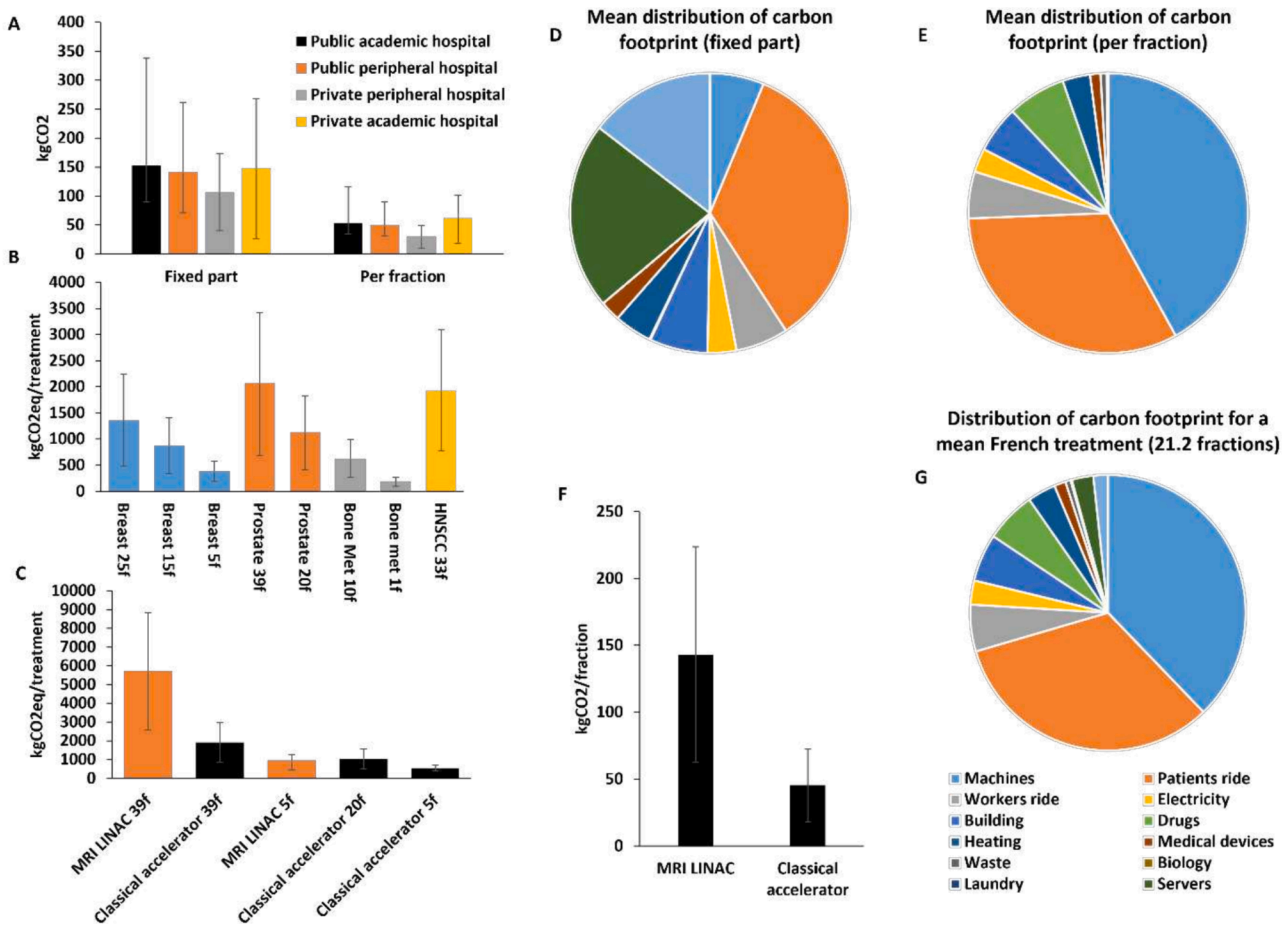 A
kgCO2
400
350
300
250
200
150
100
50
0
Public academic hospital
Public peripheral hospital
Private peripheral hospital
Private academic hospital
Fixed part
Per fraction
B
kgCO2eq/treatment
4000
3500
3000
2500
2000
1500
1000
500
0
Breast 25f
Breast 15f
Breast 5f
Prostate 39f
Prostate 20f
Bone Met 10f
Bone met 1f
HNSCC 33f
C
kgCO2eq/treatment
10000
9000
8000
7000
6000
5000
4000
3000
2000
1000
0
MRI LINAC 39f
Classical accelerator 39f
MRI LINAC 5f
Classical accelerator 20f
Classical accelerator 5f
D
Mean distribution of carbon
footprint (fixed part)
E
Mean distribution of carbon
footprint (per fraction)
F
kgCO2/fraction
250
200
150
100
50
0
MRI LINAC
Classical
accelerator
Distribution of carbon footprint for a
mean French treatment (21.2 fractions)
G
Machines
Patients ride
Workers ride
Electricity
Building
Drugs
Heating
Medical devices
Waste
Biology
Laundry
Servers